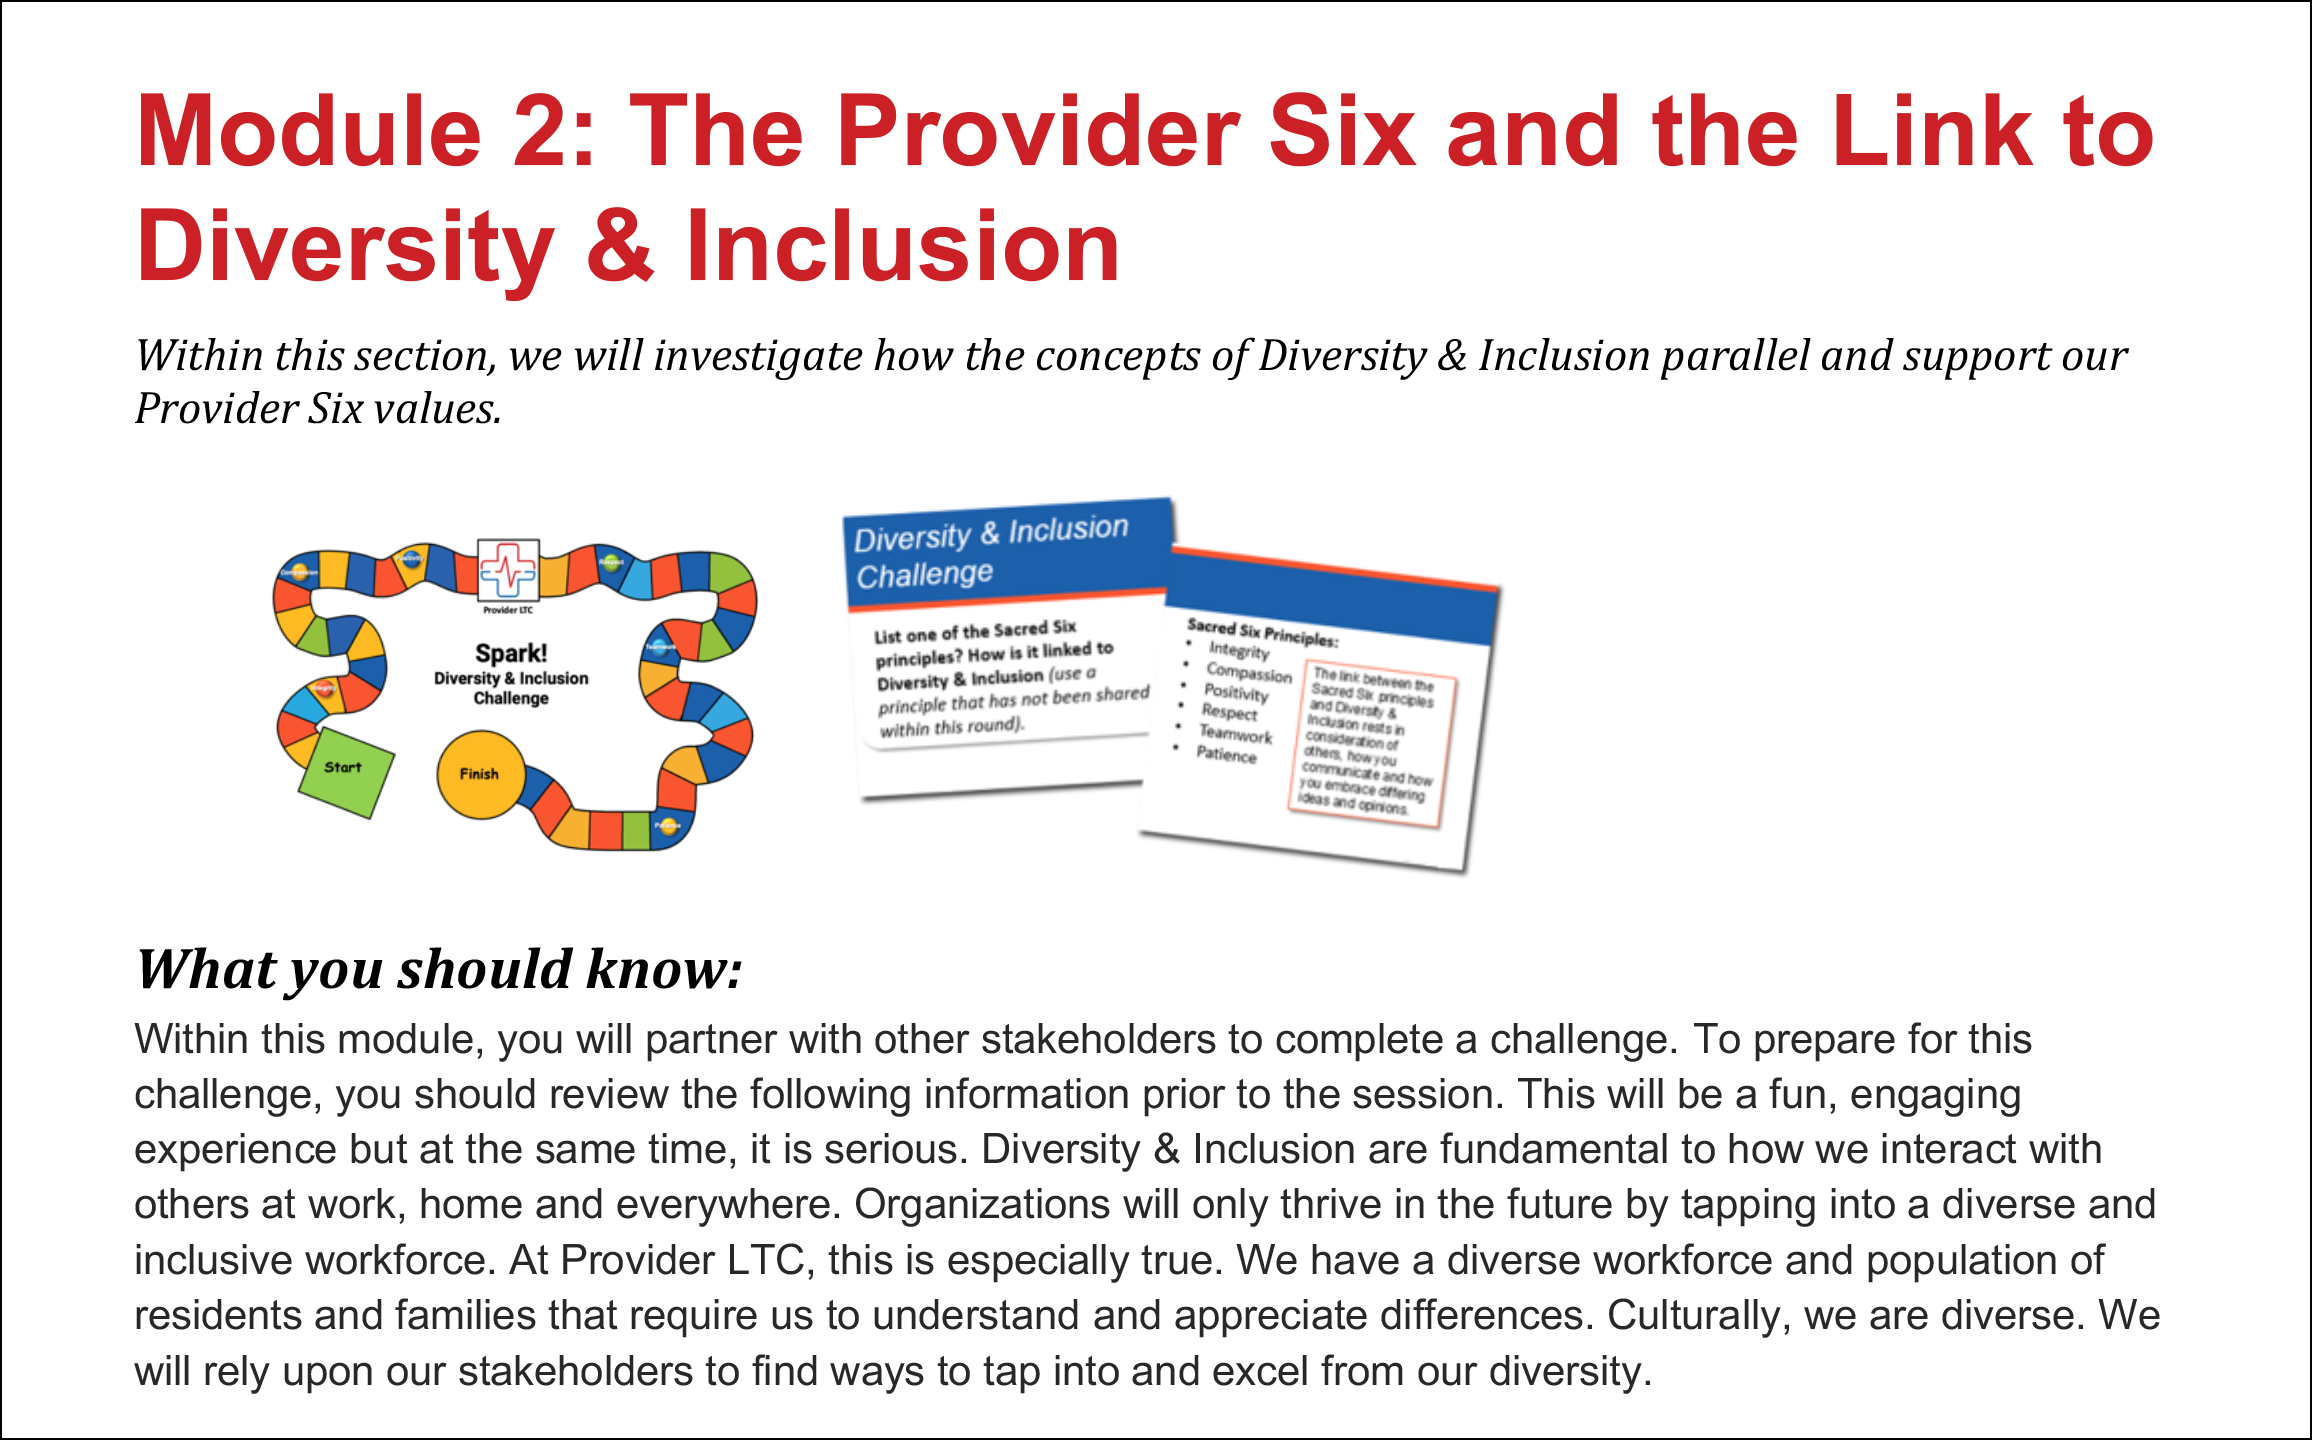 Module 2: The Provider Six and the Link to
Diversity & Inclusion
Within this section, we will investigate how the concepts of Diversity & Inclusion parallel and support our
Provider Six values.
Compassion
Positivity
Respect
Provider LTC
Spark!
Diversity & Inclusion
Challenge
Teamwork
Integrity
Start
Finish
Patience
Diversity & Inclusion
Challenge
List one of the Sacred Six
principles? How is it linked to
Diversity & Inclusion (use a
principle that has not been shared
within this round).
Sacred Six Principles:
• Integrity
• Compassion
• Positivity
• Respect
• Teamwork
• Patience
The link between the
Sacred Six principles
and Diversity &
Inclusion rests in
consideration of
others, how you
communicate and how
you embrace differing
ideas and opinions.
What you should know:
Within this module, you will partner with other stakeholders to complete a challenge. To prepare for this
challenge, you should review the following information prior to the session. This will be a fun, engaging
experience but at the same time, it is serious. Diversity & Inclusion are fundamental to how we interact with
others at work, home and everywhere. Organizations will only thrive in the future by tapping into a diverse and
inclusive workforce. At Provider LTC, this is especially true. We have a diverse workforce and population of
residents and families that require us to understand and appreciate differences. Culturally, we are diverse. We
will rely upon our stakeholders to find ways to tap into and excel from our diversity.